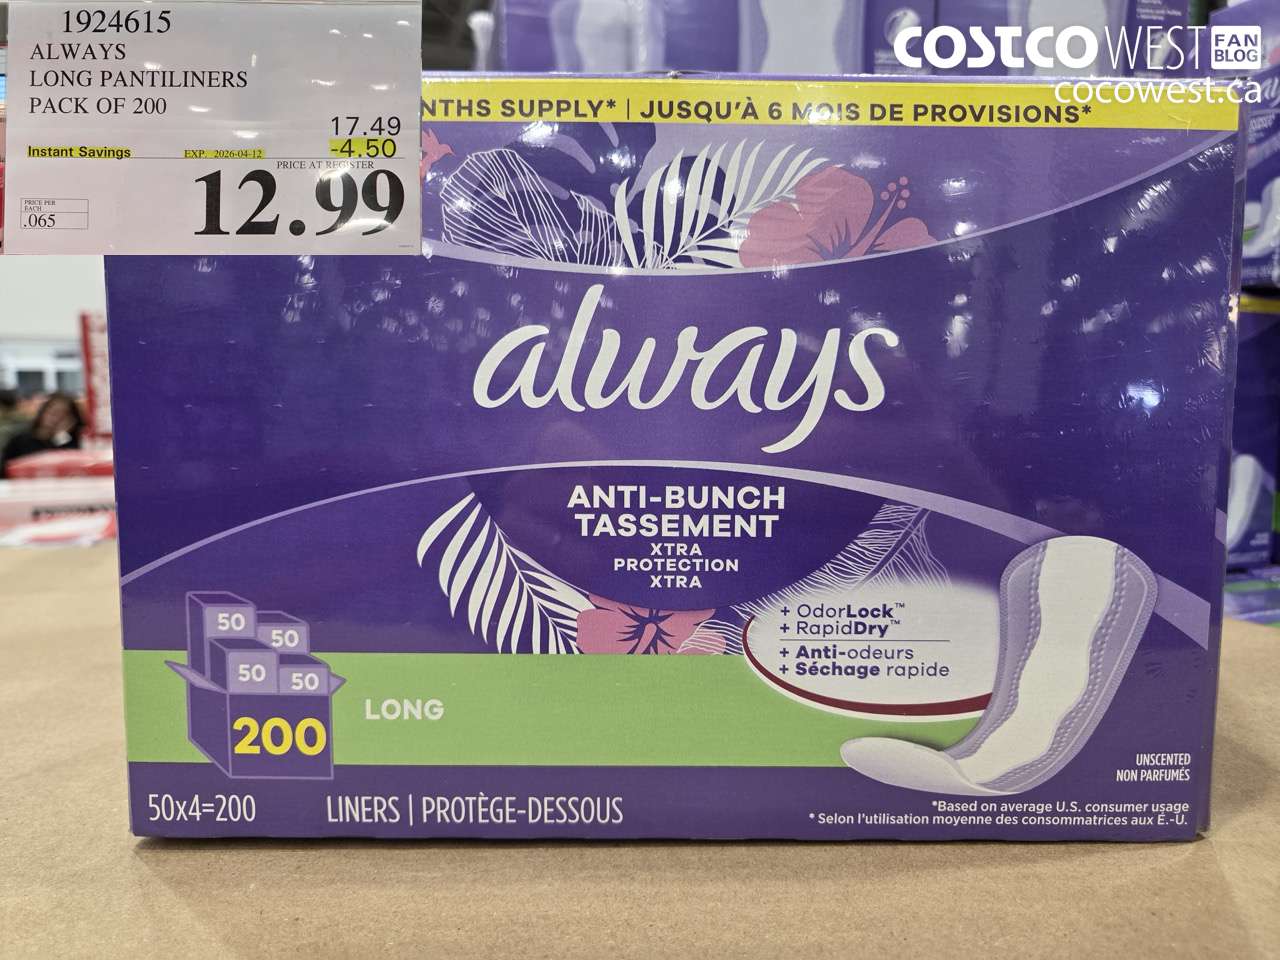 1924615
ALWAYS
LONG PANTILINERS
PACK OF 200
17.49
Instant Savings EXP. 2026-04-12 -4.50
PRICE AT REGISTER
12.99
PRICE PER
EACH
.065
COSTCO WEST FAN BLOG
cocowest.ca
NTHS SUPPLY* | JUSQU'À 6 MOIS DE PROVISIONS*
always
ANTI-BUNCH
TASSEMENT
XTRA
PROTECTION
XTRA
+ OdorLock™
+ RapidDry™
+ Anti-odeurs
+ Séchage rapide
50
50
50
50
200
LONG
UNSCENTED
NON PARFUMÉS
50x4=200 LINERS | PROTÈGE-DESSOUS
*Based on average U.S. consumer usage
* Selon l'utilisation moyenne des consommatrices aux É.-U.